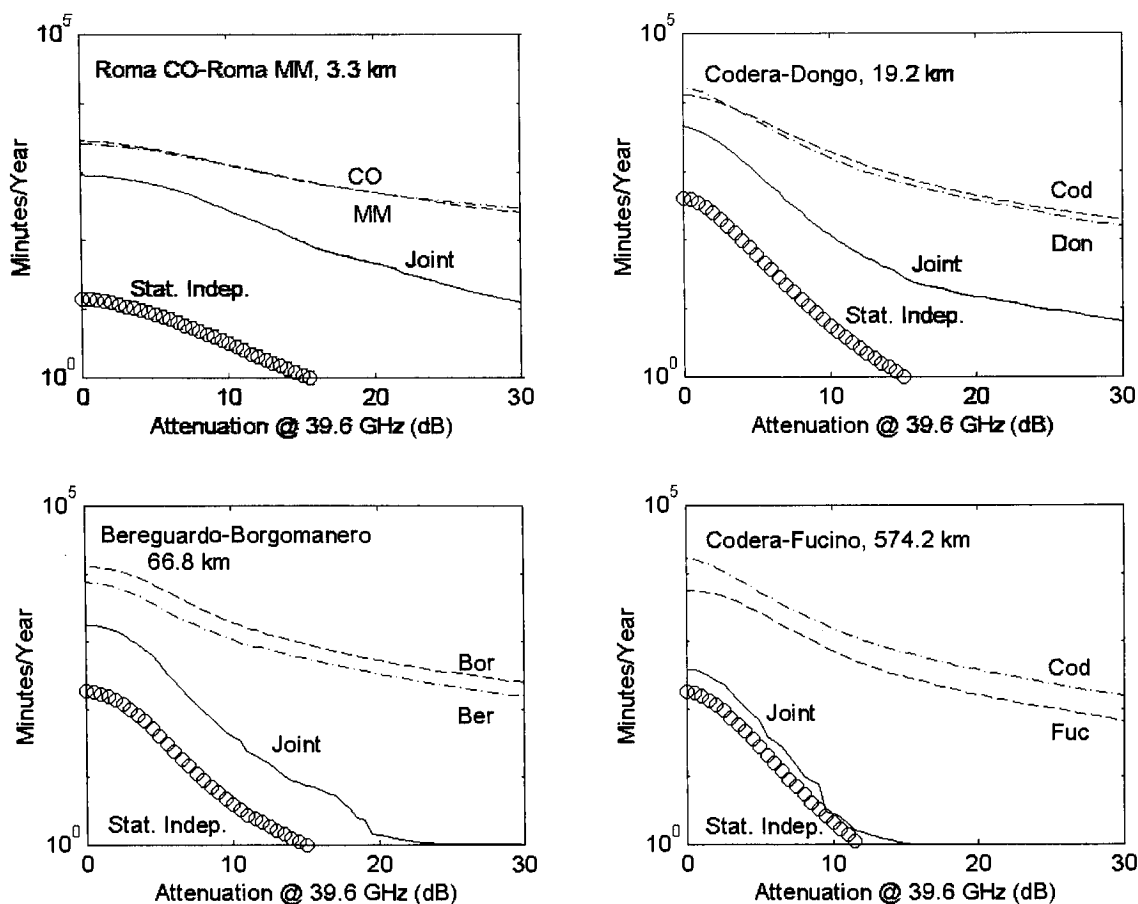 10^5
Roma CO-Roma MM, 3.3 km
Minutes/Year
CO
MM
Joint
Stat. Indep.
10^0
0 10 20 30
Attenuation @ 39.6 GHz (dB)
10^5
Codera-Dongo, 19.2 km
Minutes/Year
Cod
Don
Joint
Stat. Indep.
10^0
0 10 20 30
Attenuation @ 39.6 GHz (dB)
10^5
Bereguardo-Borgomanero
66.8 km
Minutes/Year
Bor
Ber
Joint
Stat. Indep.
10^0
0 10 20 30
Attenuation @ 39.6 GHz (dB)
10^5
Codera-Fucino, 574.2 km
Minutes/Year
Cod
Joint
Fuc
Stat. Indep.
10^0
0 10 20 30
Attenuation @ 39.6 GHz (dB)